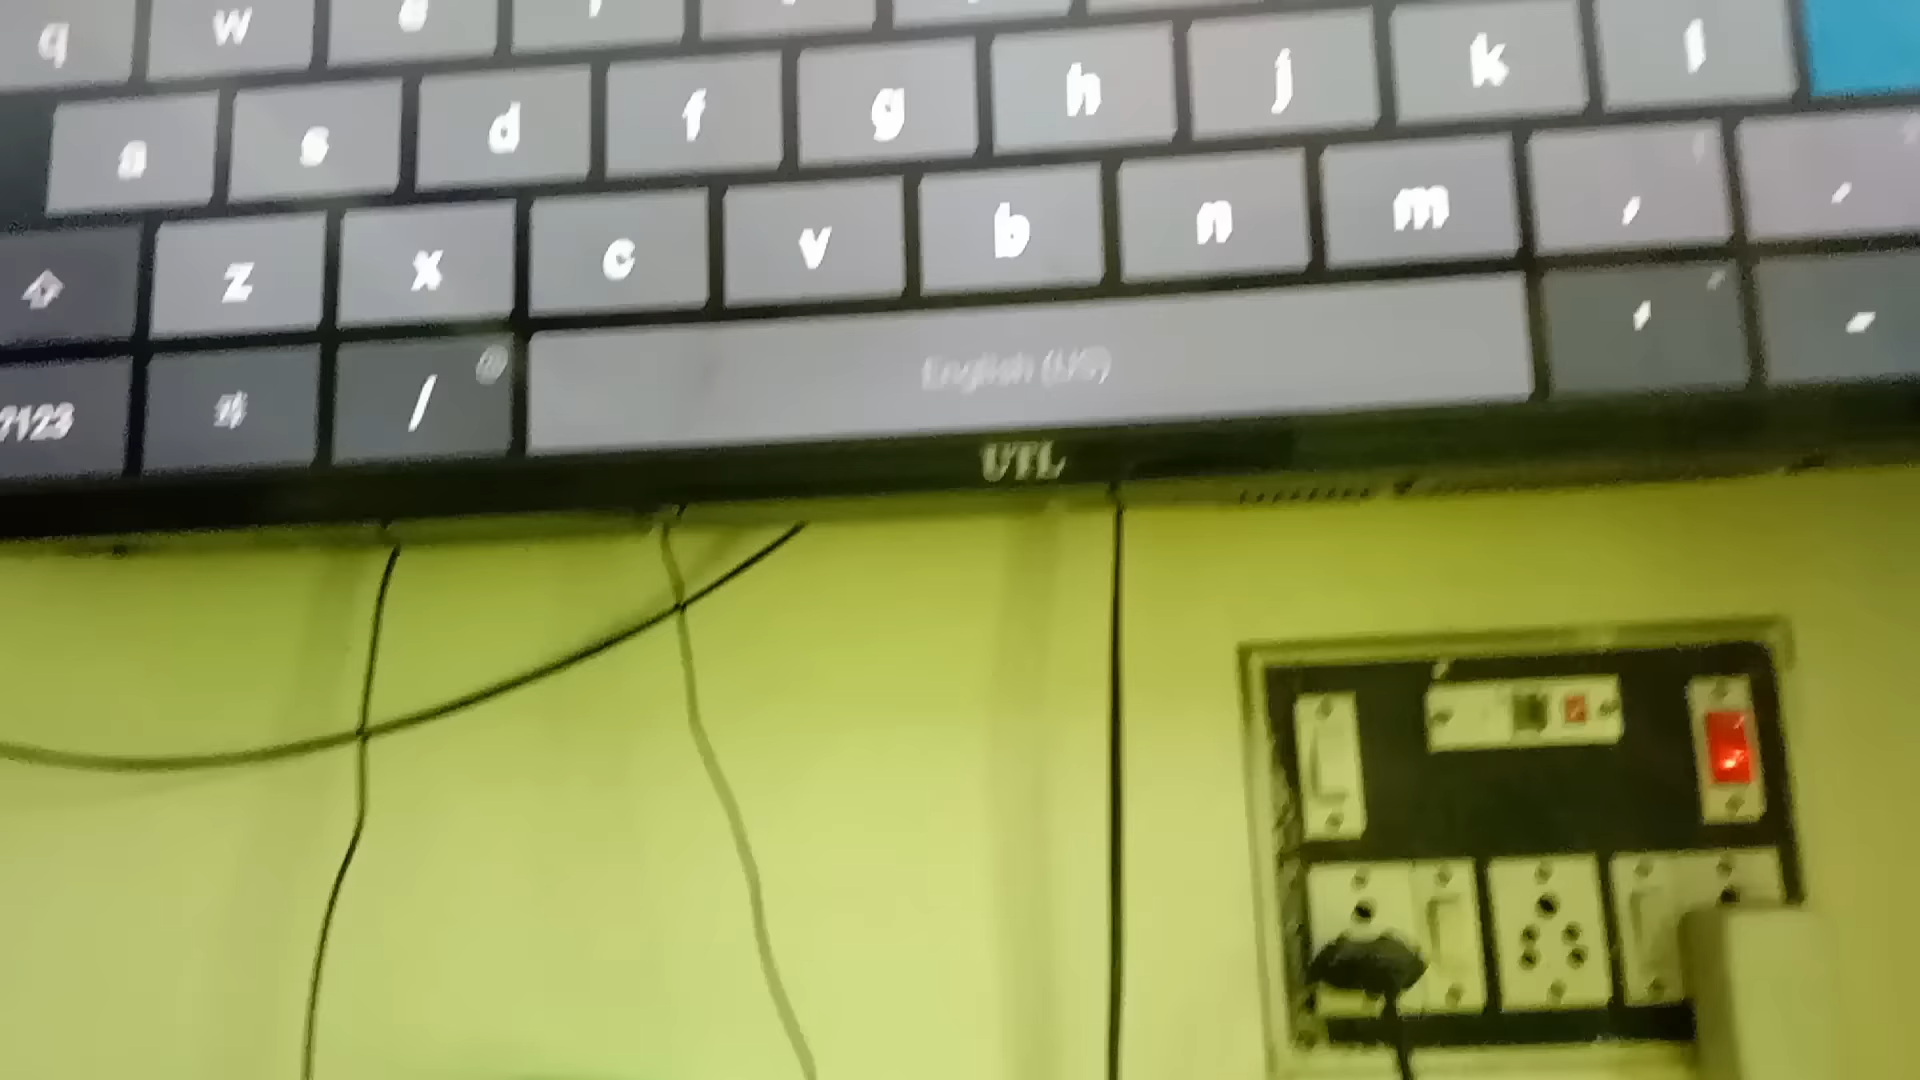 q w e
a s d f g h j k l
z x c v b n m , .
?123 / @ English (US) ' -
UTL